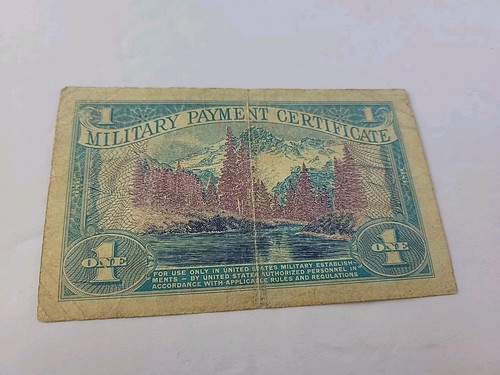 1 1
MILITARY PAYMENT CERTIFICATE
1 1
ONE ONE
FOR USE ONLY IN UNITED STATES MILITARY ESTABLISH-
MENTS – BY UNITED STATES AUTHORIZED PERSONNEL IN
ACCORDANCE WITH APPLICABLE RULES AND REGULATIONS